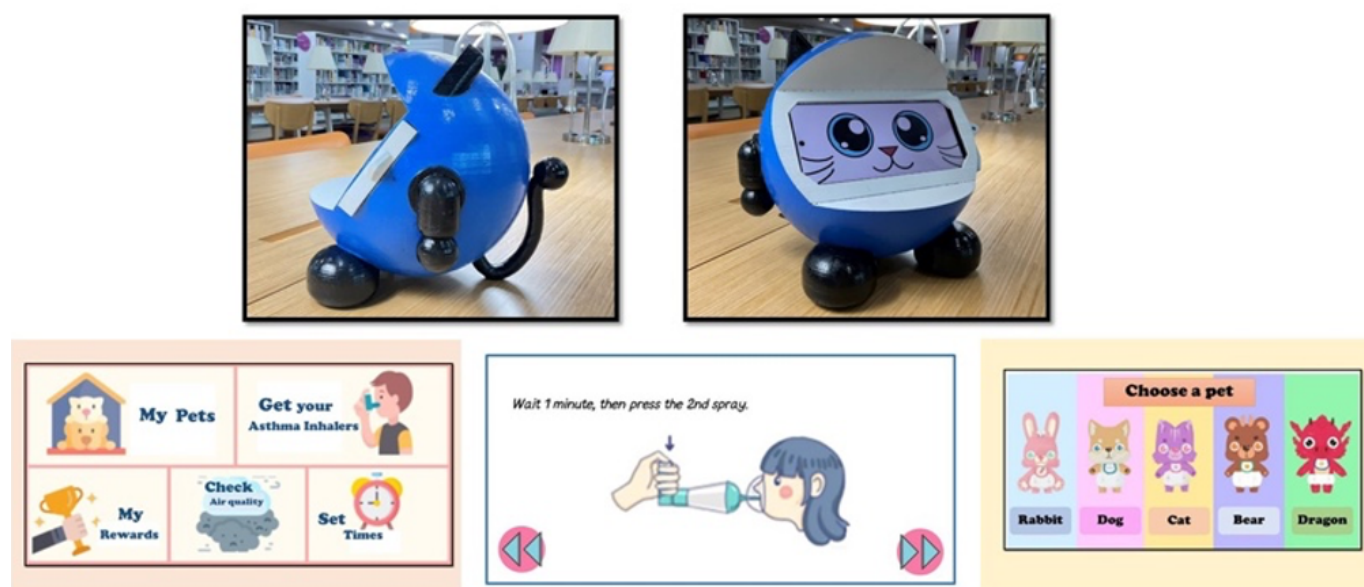 My Pets
Get your
Asthma Inhalers
My
Rewards
Check
Air quality
Set
Times
Wait 1 minute, then press the 2nd spray.
Choose a pet
Rabbit
Dog
Cat
Bear
Dragon